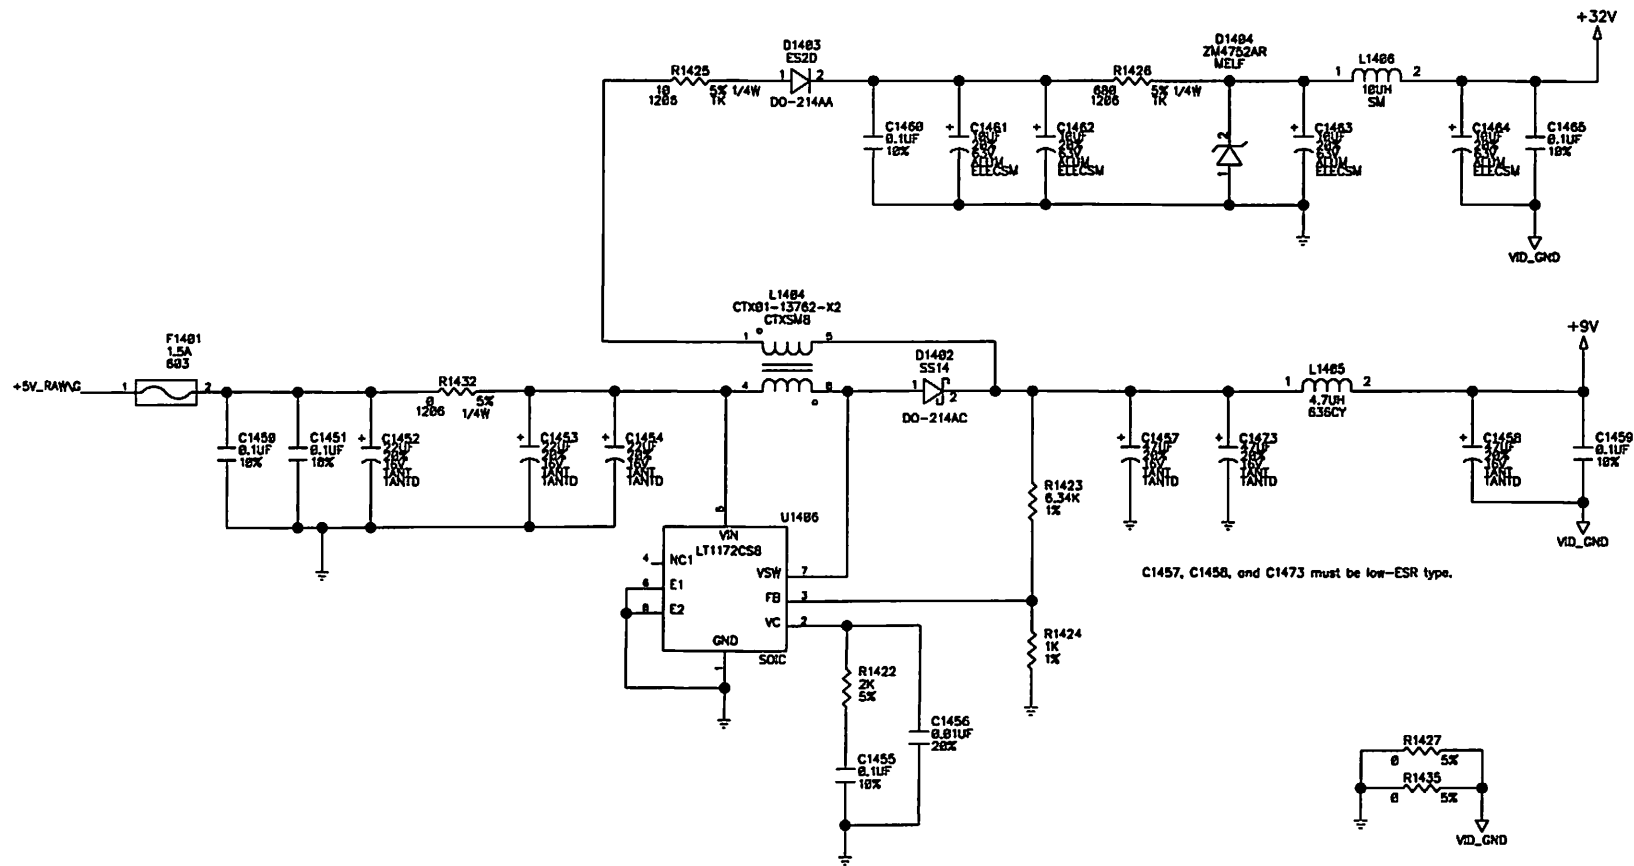 +32V
D1403
ES2D
1 2
DO-214AA
R1425
10
1206
5% 1/4W
TK
R1426
680
1206
5% 1/4W
TK
D1404
ZM4752AR
MELF
2
1
L1406
1 2
10UH
SM
C1460
0.1UF
10%
+ C1461
10UF
20%
63V
ALUM
ELECSM
+ C1462
10UF
20%
63V
ALUM
ELECSM
+ C1463
10UF
20%
63V
ALUM
ELECSM
+ C1464
10UF
20%
63V
ALUM
ELECSM
C1465
0.1UF
10%
VID_GND
L1404
CTX01-13762-X2
CTXSM8
1 5
4 8
F1401
1.5A
603
+5V_RAW\G
1 2
R1432
0
1206
5%
1/4W
D1402
SS14
1 2
DO-214AC
+9V
L1405
1 2
4.7UH
636CY
C1450
0.1UF
10%
C1451
0.1UF
10%
+ C1452
22UF
20%
16V
TANT
TANTD
+ C1453
22UF
20%
16V
TANT
TANTD
+ C1454
22UF
20%
16V
TANT
TANTD
+ C1457
47UF
20%
16V
TANT
TANTD
+ C1473
47UF
20%
16V
TANT
TANTD
+ C1458
47UF
20%
16V
TANT
TANTD
C1459
0.1UF
10%
VID_GND
R1423
6.34K
1%
U1406
5
VIN
LT1172CS8
4 NC1
6 E1
8 E2
VSW 7
FB 3
VC 2
GND
1
SOIC
C1457, C1458, and C1473 must be low-ESR type.
R1424
1K
1%
R1422
2K
5%
C1456
0.01UF
20%
C1455
0.1UF
10%
R1427
0 5%
R1435
0 5%
VID_GND